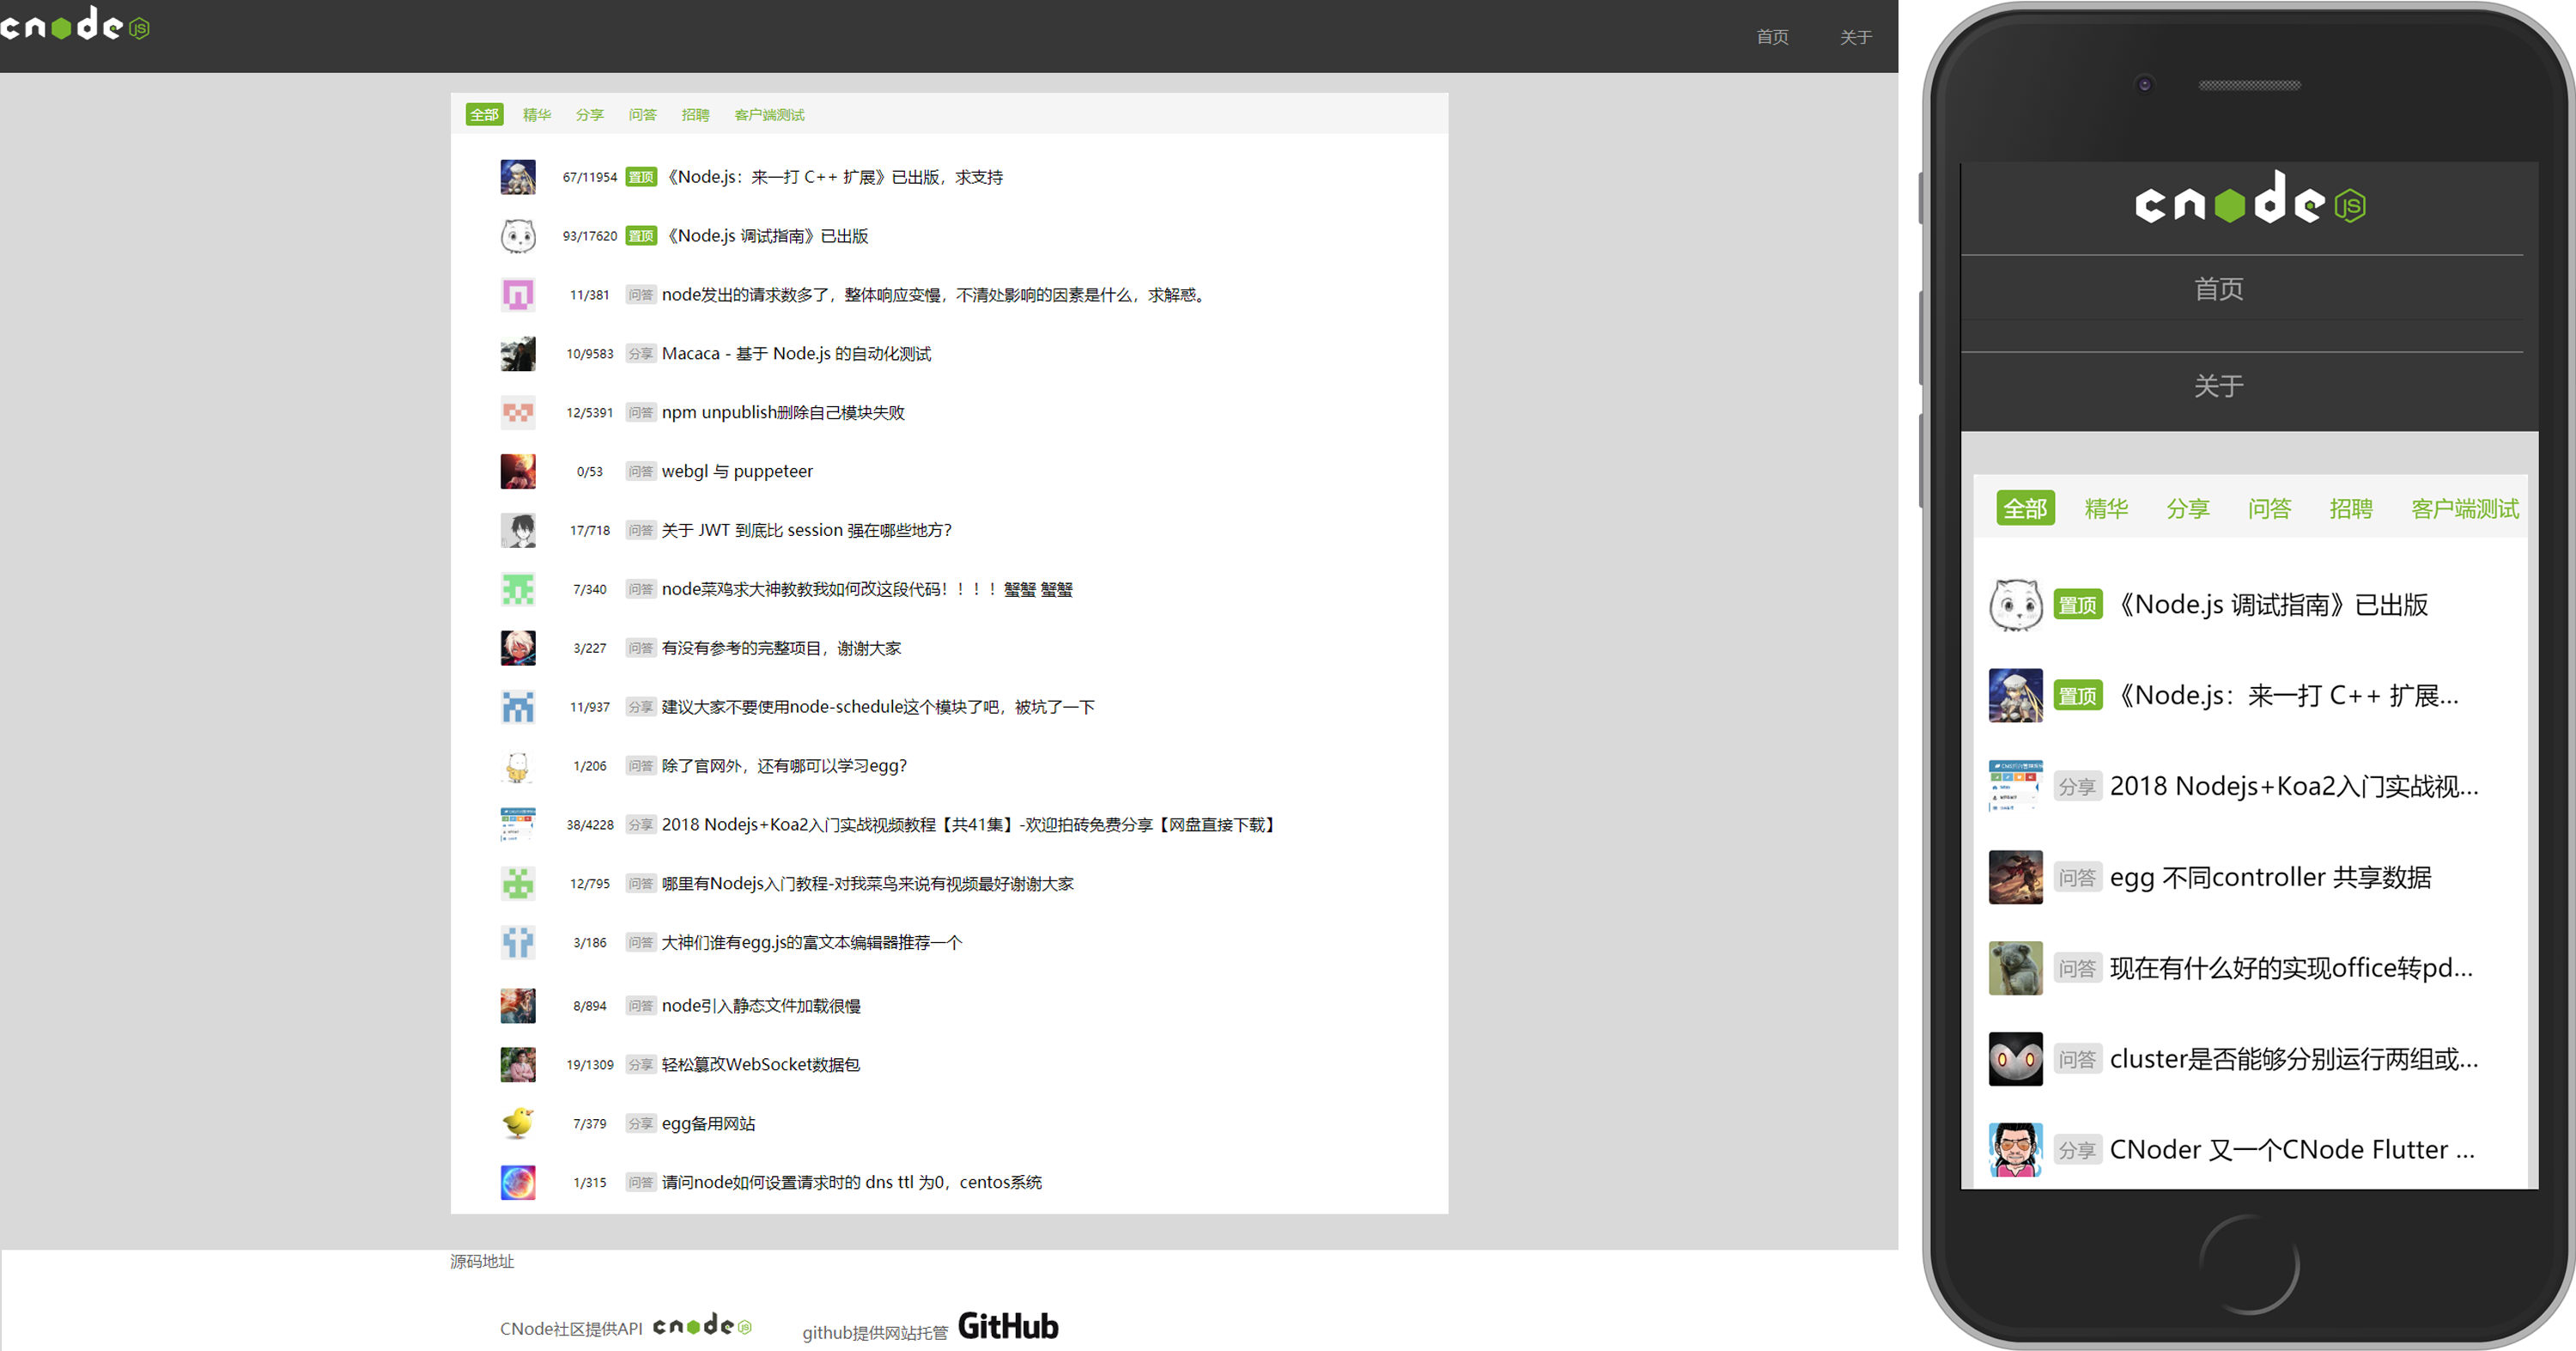 cnode JS
首页 关于
全部 精华 分享 问答 招聘 客户端测试
67/11954 置顶 《Node.js：来一打 C++ 扩展》已出版，求支持
93/17620 置顶 《Node.js 调试指南》已出版
11/381 问答 node发出的请求数多了，整体响应变慢，不清处影响的因素是什么，求解惑。
10/9583 分享 Macaca - 基于 Node.js 的自动化测试
12/5391 问答 npm unpublish删除自己模块失败
0/53 问答 webgl 与 puppeteer
17/718 问答 关于 JWT 到底比 session 强在哪些地方？
7/340 问答 node菜鸡求大神教教我如何改这段代码！！！！蟹蟹 蟹蟹
3/227 问答 有没有参考的完整项目，谢谢大家
11/937 分享 建议大家不要使用node-schedule这个模块了吧，被坑了一下
1/206 问答 除了官网外，还有哪可以学习egg？
38/4228 分享 2018 Nodejs+Koa2入门实战视频教程【共41集】-欢迎拍砖免费分享【网盘直接下载】
12/795 问答 哪里有Nodejs入门教程-对我菜鸟来说有视频最好谢谢大家
3/186 问答 大神们谁有egg.js的富文本编辑器推荐一个
8/894 问答 node引入静态文件加载很慢
19/1309 分享 轻松篡改WebSocket数据包
7/379 分享 egg备用网站
1/315 问答 请问node如何设置请求时的 dns ttl 为0，centos系统
源码地址
CNode社区提供API cnode JS github提供网站托管 GitHub
cnode JS
首页
关于
全部 精华 分享 问答 招聘 客户端测试
置顶 《Node.js 调试指南》已出版
置顶 《Node.js：来一打 C++ 扩展...
分享 2018 Nodejs+Koa2入门实战视...
问答 egg 不同controller 共享数据
问答 现在有什么好的实现office转pd...
问答 cluster是否能够分别运行两组或...
分享 CNoder 又一个CNode Flutter ...